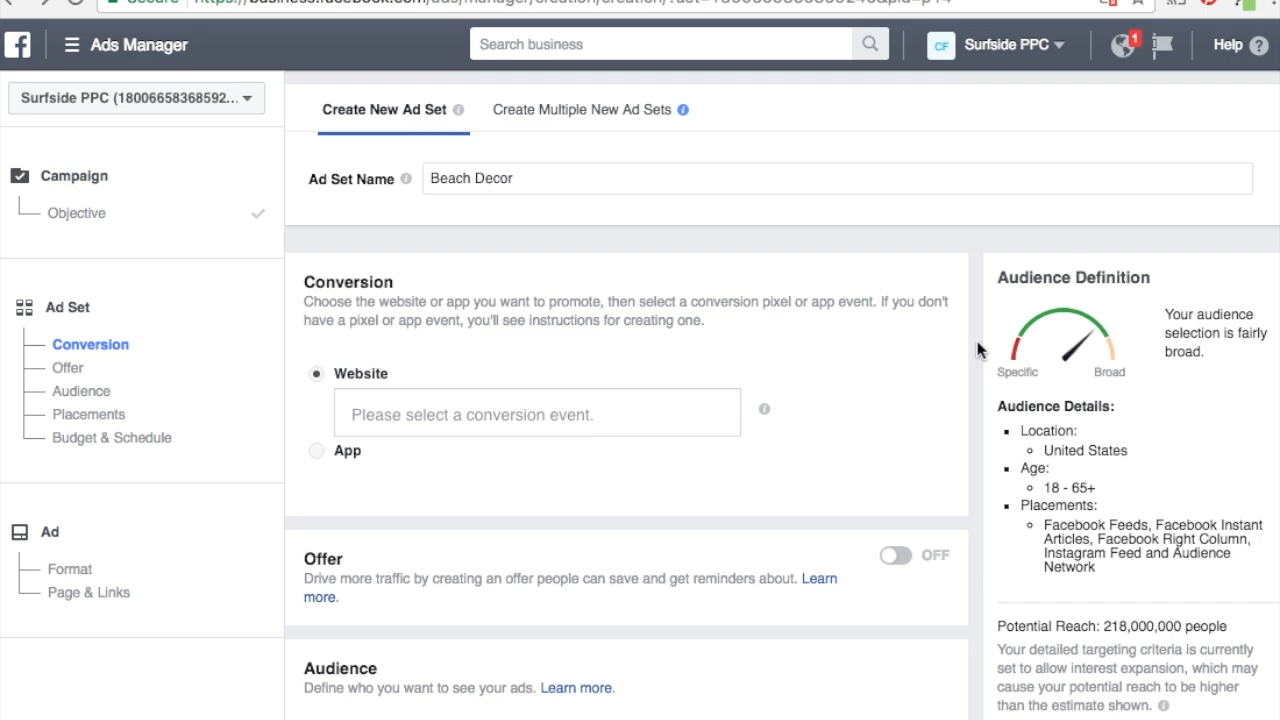 Ads Manager
Search business
CF
Surfside PPC
1
Help
Surfside PPC (18006658368592...
Create New Ad Set
Create Multiple New Ad Sets
Ad Set Name
Beach Decor
Campaign
Objective
Ad Set
Conversion
Offer
Audience
Placements
Budget & Schedule
Ad
Format
Page & Links
Conversion
Choose the website or app you want to promote, then select a conversion pixel or app event. If you don't
have a pixel or app event, you'll see instructions for creating one.
Website
Please select a conversion event.
App
Offer
OFF
Drive more traffic by creating an offer people can save and get reminders about. Learn
more.
Audience
Define who you want to see your ads. Learn more.
Audience Definition
Your audience
selection is fairly
broad.
Specific
Broad
Audience Details:
Location:
United States
Age:
18 - 65+
Placements:
Facebook Feeds, Facebook Instant
Articles, Facebook Right Column,
Instagram Feed and Audience
Network
Potential Reach: 218,000,000 people
Your detailed targeting criteria is currently
set to allow interest expansion, which may
cause your potential reach to be higher
than the estimate shown.